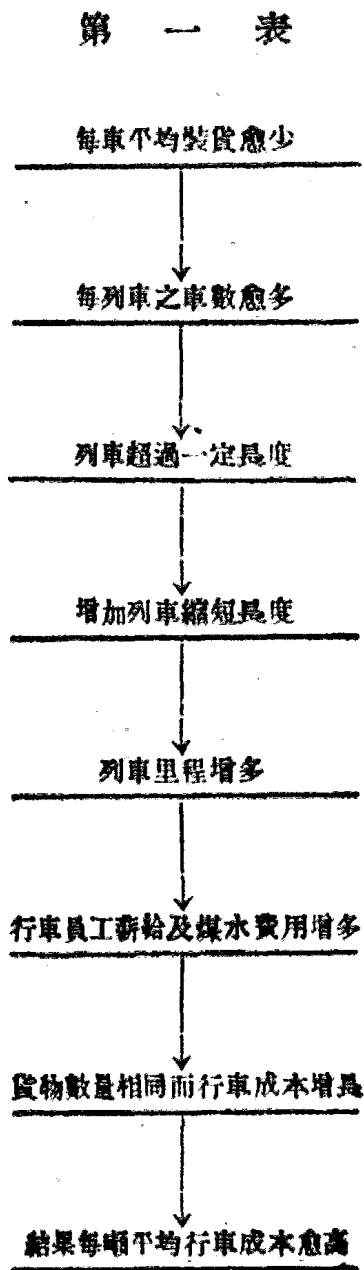 第一表
每車平均裝貨愈少
每列車之車數愈多
列車超過一定長度
增加列車縮短長度
列車里程增多
行車員工薪給及煤水費用增多
貨物數量相同而行車成本增長
結果每噸平均行車成本愈高